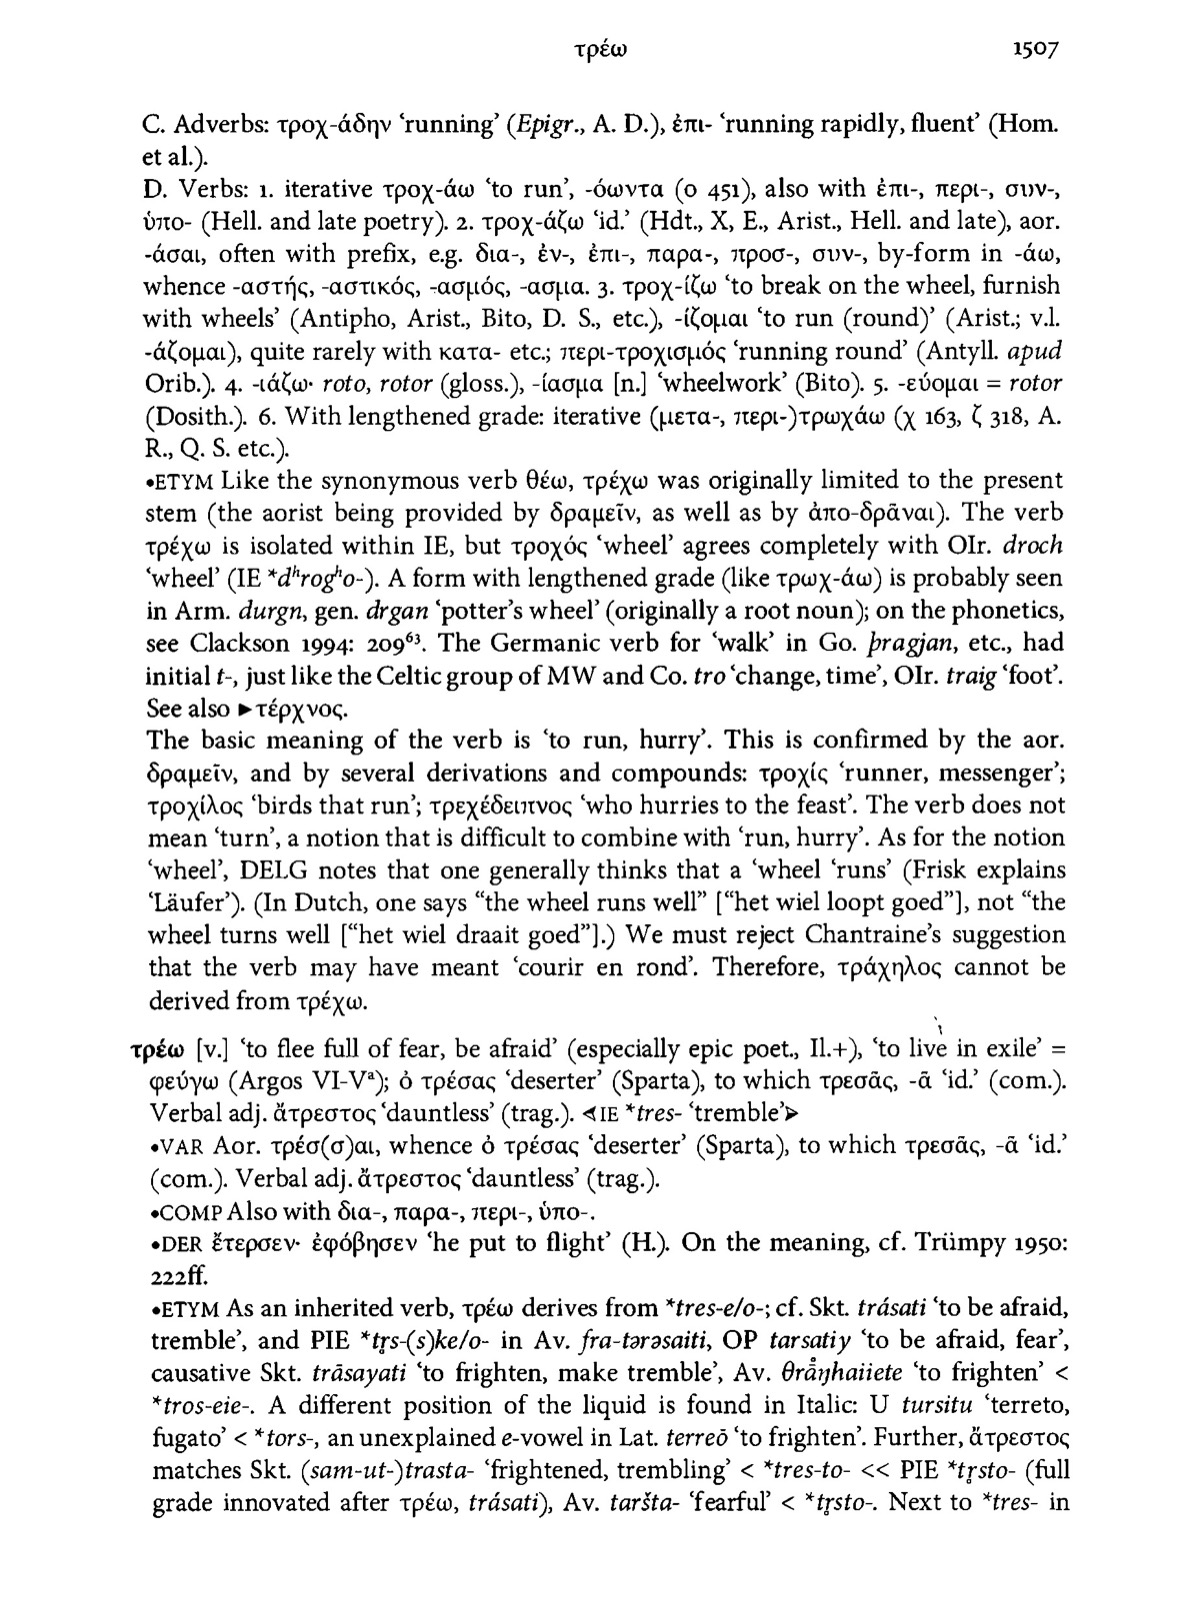 τρέω 1507
C. Adverbs: τροχ-άδην ‘running’ (Epigr., A. D.), ἐπι- ‘running rapidly, fluent’ (Hom.
et al.).
D. Verbs: 1. iterative τροχ-άω ‘to run’, -όωντα (ο 451), also with ἐπι-, περι-, συν-,
ὑπο- (Hell. and late poetry). 2. τροχ-άζω ‘id.’ (Hdt., X, E., Arist., Hell. and late), aor.
-άσαι, often with prefix, e.g. δια-, ἐν-, ἐπι-, παρα-, προσ-, συν-, by-form in -άω,
whence -αστής, -αστικός, -ασμός, -ασμα. 3. τροχ-ίζω ‘to break on the wheel, furnish
with wheels’ (Antipho, Arist., Bito, D. S., etc.), -ίζομαι ‘to run (round)’ (Arist.; v.l.
-άζομαι), quite rarely with κατα- etc.; περι-τροχισμός ‘running round’ (Antyll. apud
Orib.). 4. -ιάζω· roto, rotor (gloss.), -ίασμα [n.] ‘wheelwork’ (Bito). 5. -εύομαι = rotor
(Dosith.). 6. With lengthened grade: iterative (μετα-, περι-)τρωχάω (χ 163, ζ 318, A.
R., Q. S. etc.).
•ETYM Like the synonymous verb θέω, τρέχω was originally limited to the present
stem (the aorist being provided by δραμεῖν, as well as by ἀπο-δρᾶναι). The verb
τρέχω is isolated within IE, but τροχός ‘wheel’ agrees completely with OIr. droch
‘wheel’ (IE *dʰrogʰo-). A form with lengthened grade (like τρωχ-άω) is probably seen
in Arm. durgn, gen. drgan ‘potter’s wheel’ (originally a root noun); on the phonetics,
see Clackson 1994: 209⁶³. The Germanic verb for ‘walk’ in Go. þragjan, etc., had
initial t-, just like the Celtic group of MW and Co. tro ‘change, time’, OIr. traig ‘foot’.
See also ►τέρχνος.
The basic meaning of the verb is ‘to run, hurry’. This is confirmed by the aor.
δραμεῖν, and by several derivations and compounds: τροχίς ‘runner, messenger’;
τροχίλος ‘birds that run’; τρεχέδειπνος ‘who hurries to the feast’. The verb does not
mean ‘turn’, a notion that is difficult to combine with ‘run, hurry’. As for the notion
‘wheel’, DELG notes that one generally thinks that a ‘wheel ‘runs’ (Frisk explains
‘Läufer’). (In Dutch, one says “the wheel runs well” [“het wiel loopt goed”], not “the
wheel turns well [“het wiel draait goed”].) We must reject Chantraine’s suggestion
that the verb may have meant ‘courir en rond’. Therefore, τράχηλος cannot be
derived from τρέχω.
τρέω [v.] ‘to flee full of fear, be afraid’ (especially epic poet., Il.+), ‘to live in exile’ =
φεύγω (Argos VI-Vᵃ); ὁ τρέσας ‘deserter’ (Sparta), to which τρεσᾶς, -ᾶ ‘id.’ (com.).
Verbal adj. ἄτρεστος ‘dauntless’ (trag.). ⊲IE *tres- ‘tremble’⊳
•VAR Aor. τρέσ(σ)αι, whence ὁ τρέσας ‘deserter’ (Sparta), to which τρεσᾶς, -ᾶ ‘id.’
(com.). Verbal adj. ἄτρεστος ‘dauntless’ (trag.).
•COMP Also with δια-, παρα-, περι-, ὑπο-.
•DER ἔτερσεν· ἐφόβησεν ‘he put to flight’ (H.). On the meaning, cf. Trümpy 1950:
222ff.
•ETYM As an inherited verb, τρέω derives from *tres-e/o-; cf. Skt. trásati ‘to be afraid,
tremble’, and PIE *tr̥s-(s)ke/o- in Av. fra-tərəsaiti, OP tarsatiy ‘to be afraid, fear’,
causative Skt. trāsayati ‘to frighten, make tremble’, Av. θrā̊ŋhaiiete ‘to frighten’ <
*tros-eie-. A different position of the liquid is found in Italic: U tursitu ‘terreto,
fugato’ < *tors-, an unexplained e-vowel in Lat. terreō ‘to frighten’. Further, ἄτρεστος
matches Skt. (sam-ut-)trasta- ‘frightened, trembling’ < *tres-to- << PIE *tr̥sto- (full
grade innovated after τρέω, trásati), Av. taršta- ‘fearful’ < *tr̥sto-. Next to *tres- in